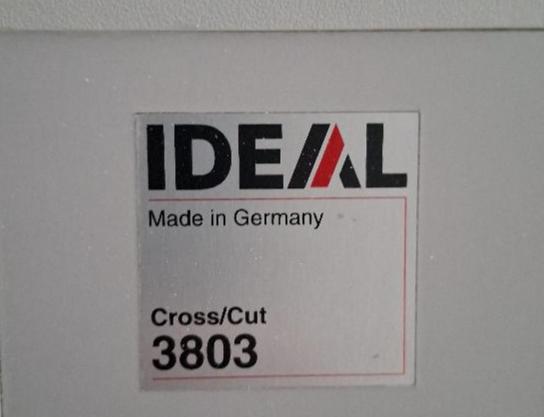 IDEAL
Made in Germany
Cross/Cut
3803